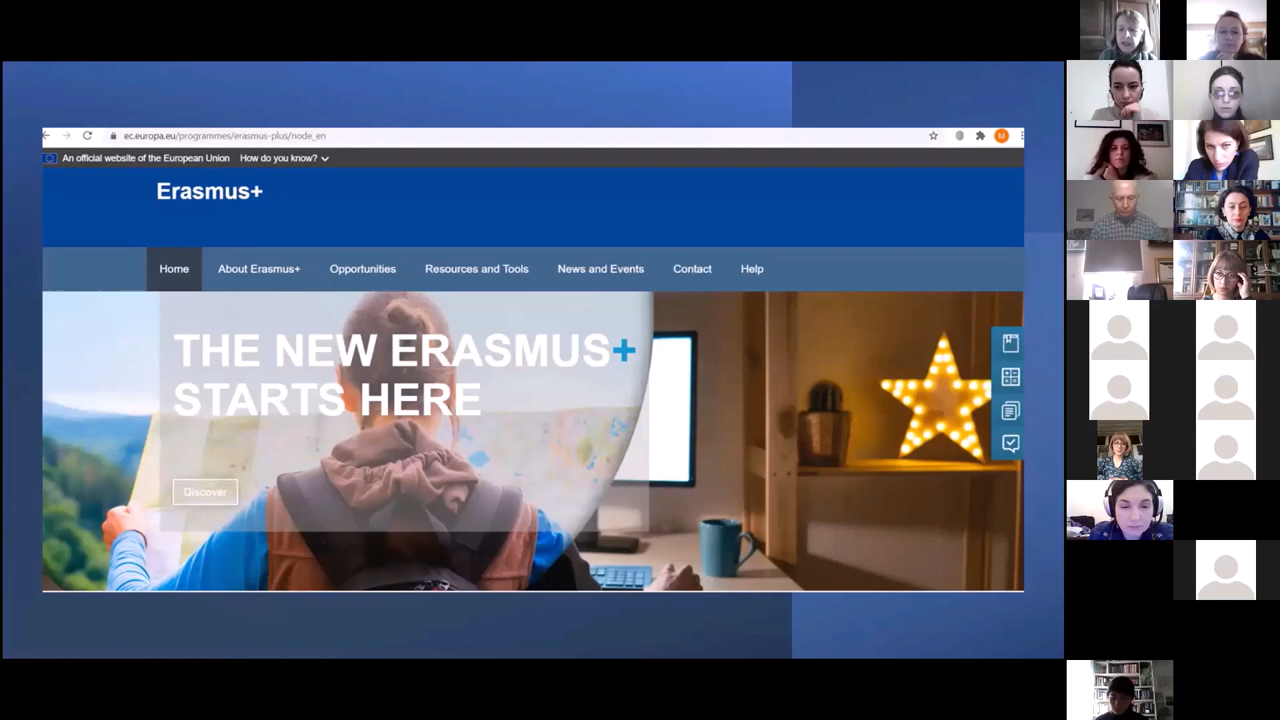 ec.europa.eu/programmes/erasmus-plus/node_en
M
An official website of the European Union How do you know?
Erasmus+
Home About Erasmus+ Opportunities Resources and Tools News and Events Contact Help
THE NEW ERASMUS+
STARTS HERE
Discover